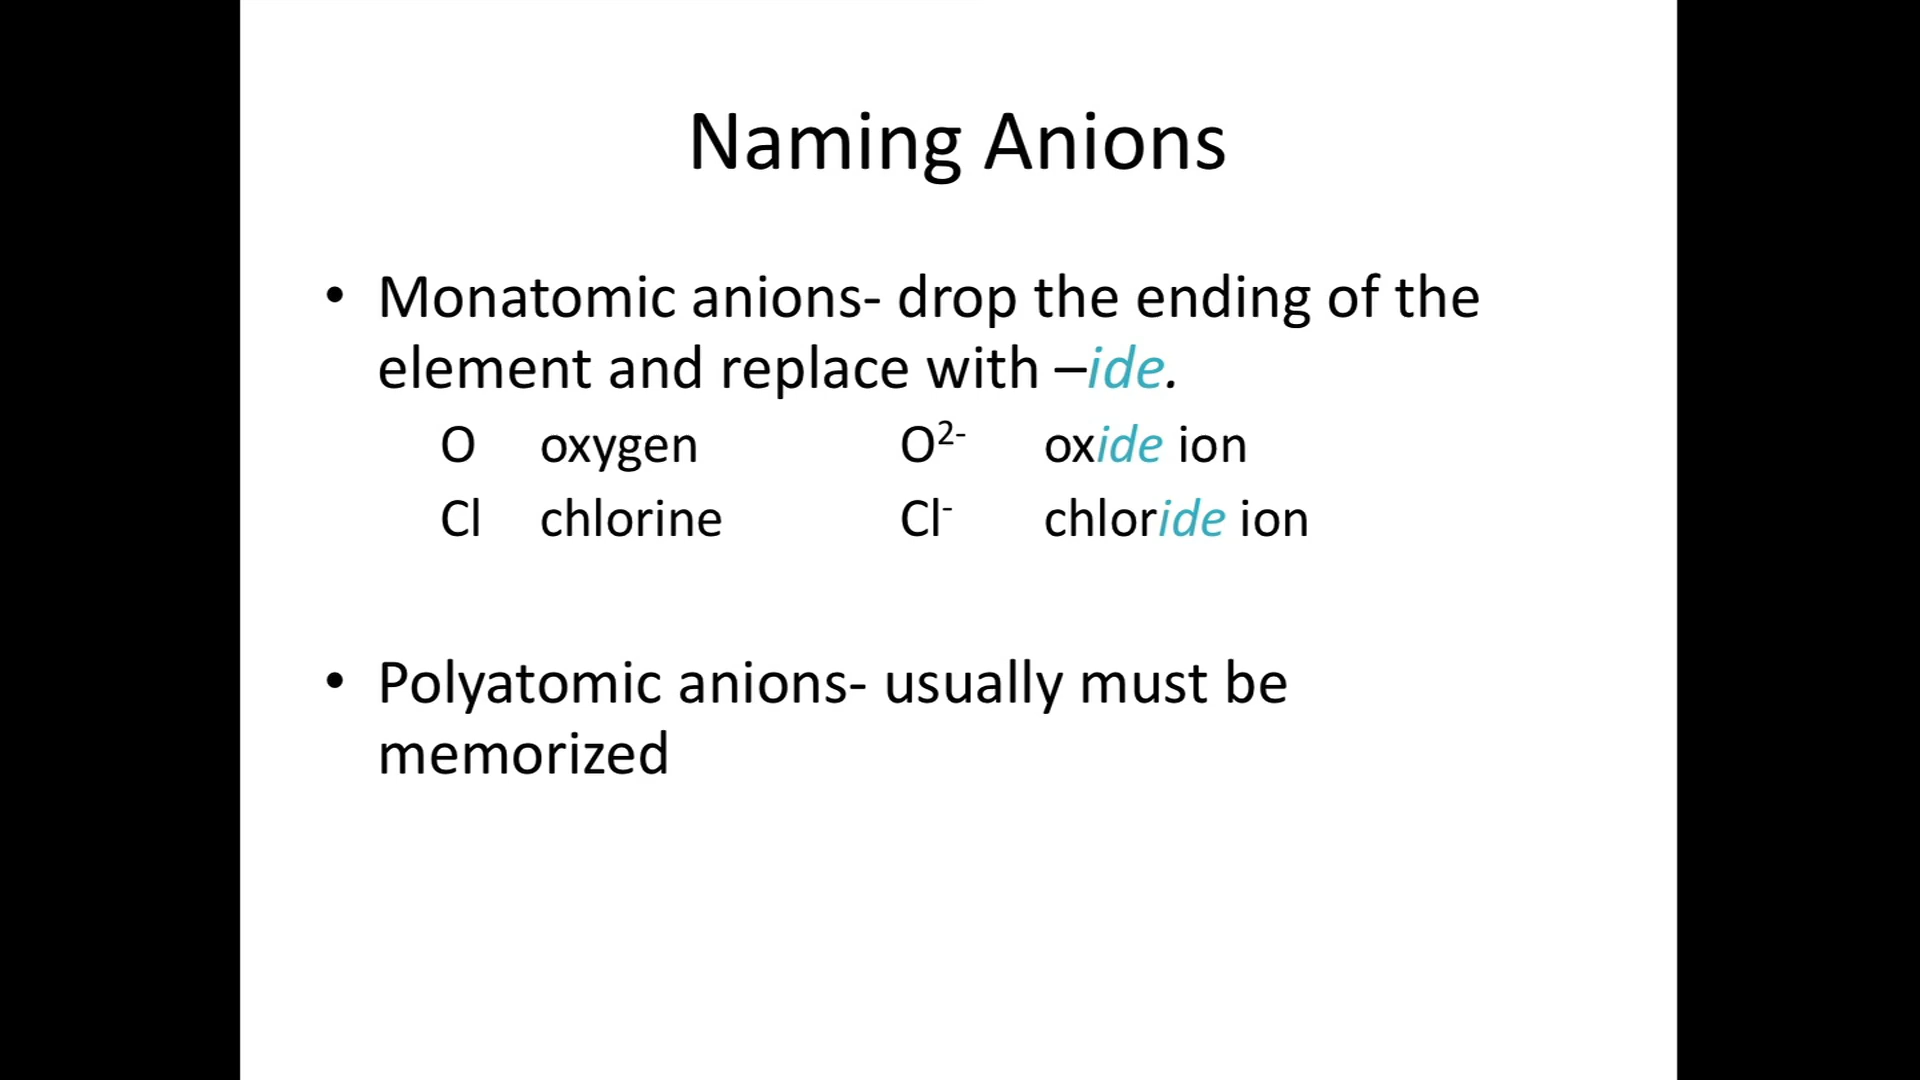 Naming Anions
• Monatomic anions- drop the ending of the
element and replace with –ide.
O oxygen O²⁻ oxide ion
Cl chlorine Cl⁻ chloride ion
• Polyatomic anions- usually must be
memorized